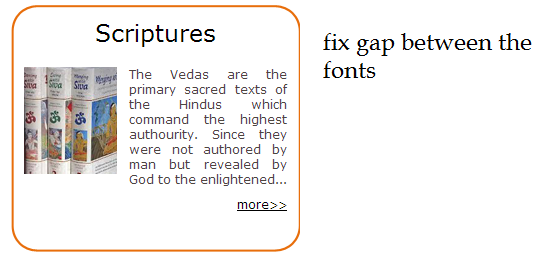 Scriptures
The Vedas are the
primary sacred texts of
the Hindus which
command the highest
authourity. Since they
were not authored by
man but revealed by
God to the enlightened...
more>>
fix gap between the
fonts